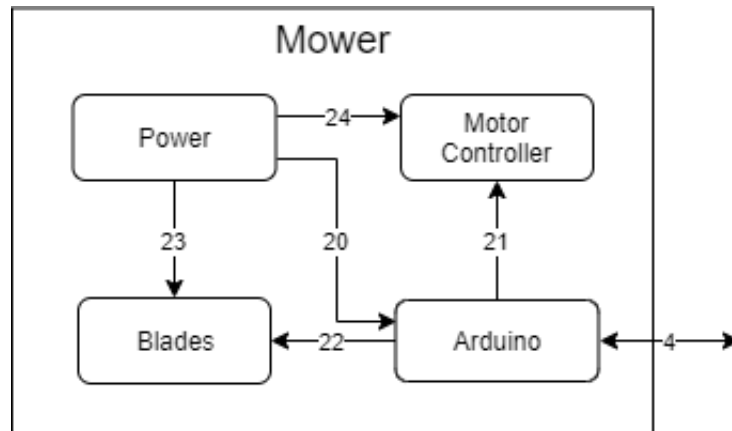 Mower
Power
24
Motor
Controller
23
20
21
Blades
22
Arduino
4